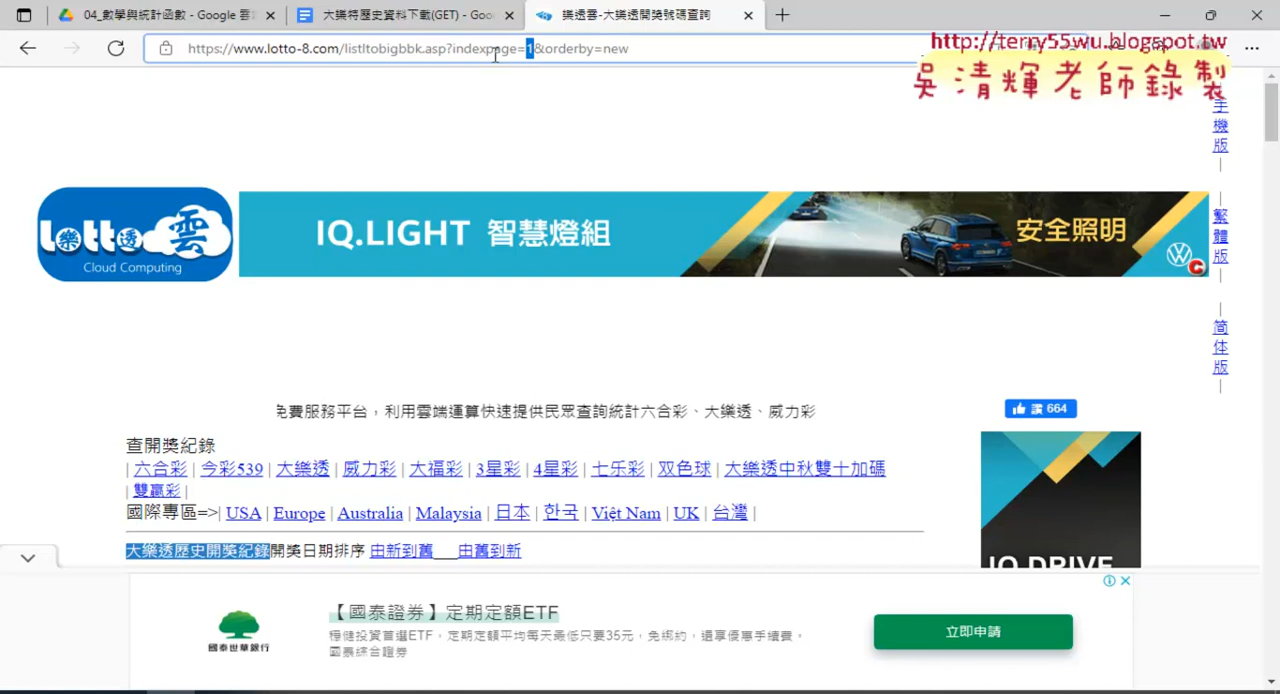 04_數學與統計函數 - Google 雲
大樂特歷史資料下載(GET) - Goo
樂透雲-大樂透開獎號碼查詢
https://www.lotto-8.com/listltobigbbk.asp?indexpage=1&orderby=new
http://terry55wu.blogspot.tw
吳清輝老師錄製
手機版
|
|
繁體版
|
|
简体版
|
Lotto樂透雲
Cloud Computing
IQ.LIGHT 智慧燈組
安全照明
免費服務平台，利用雲端運算快速提供民眾查詢統計六合彩、大樂透、威力彩
讚 664
查開獎紀錄
| 六合彩 | 今彩539 | 大樂透 | 威力彩 | 大福彩 | 3星彩 | 4星彩 | 七乐彩 | 双色球 | 大樂透中秋雙十加碼
| 雙贏彩 |
國際專區=>| USA | Europe | Australia | Malaysia | 日本 | 한국 | Việt Nam | UK | 台灣 |
大樂透歷史開獎紀錄開獎日期排序 由新到舊 由舊到新
IQ.DRIVE
【國泰證券】定期定額ETF
穩健投資首選ETF，定期定額平均每天最低只要35元，免綁約，還享優惠手續費，
國泰綜合證券
國泰世華銀行
立即申請